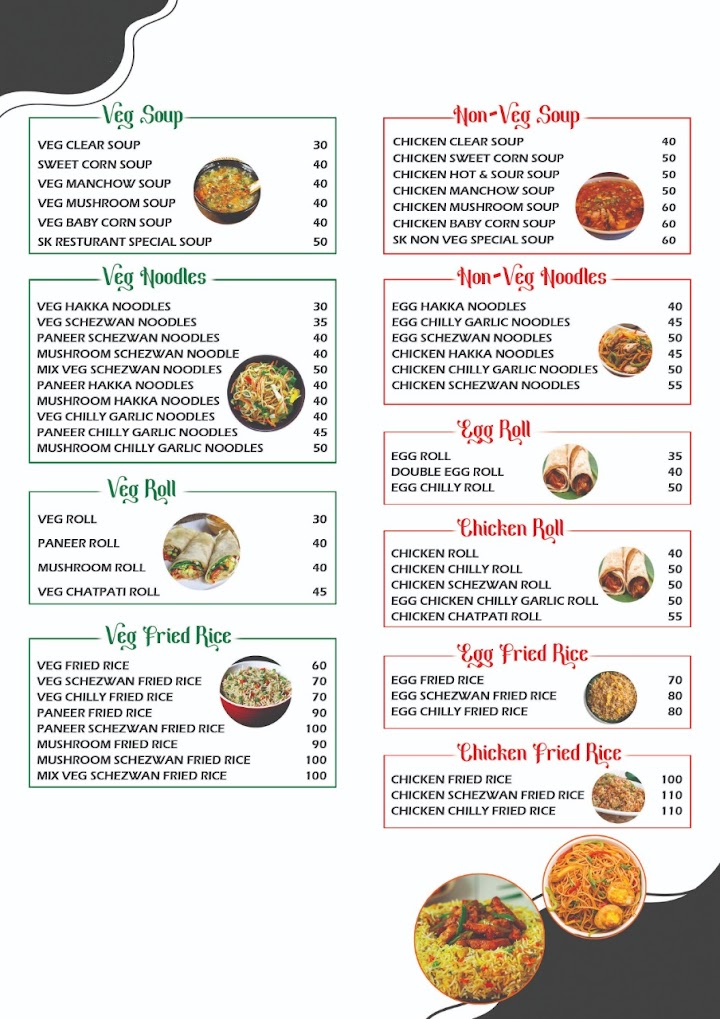 Veg Soup
VEG CLEAR SOUP 30
SWEET CORN SOUP 40
VEG MANCHOW SOUP 40
VEG MUSHROOM SOUP 40
VEG BABY CORN SOUP 40
SK RESTURANT SPECIAL SOUP 50
Veg Noodles
VEG HAKKA NOODLES 30
VEG SCHEZWAN NOODLES 35
PANEER SCHEZWAN NOODLES 40
MUSHROOM SCHEZWAN NOODLE 40
MIX VEG SCHEZWAN NOODLES 50
PANEER HAKKA NOODLES 40
MUSHROOM HAKKA NOODLES 40
VEG CHILLY GARLIC NOODLES 40
PANEER CHILLY GARLIC NOODLES 45
MUSHROOM CHILLY GARLIC NOODLES 50
Veg Roll
VEG ROLL 30
PANEER ROLL 40
MUSHROOM ROLL 40
VEG CHATPATI ROLL 45
Veg Fried Rice
VEG FRIED RICE 60
VEG SCHEZWAN FRIED RICE 70
VEG CHILLY FRIED RICE 70
PANEER FRIED RICE 90
PANEER SCHEZWAN FRIED RICE 100
MUSHROOM FRIED RICE 90
MUSHROOM SCHEZWAN FRIED RICE 100
MIX VEG SCHEZWAN FRIED RICE 100
Non-Veg Soup
CHICKEN CLEAR SOUP 40
CHICKEN SWEET CORN SOUP 50
CHICKEN HOT & SOUR SOUP 50
CHICKEN MANCHOW SOUP 50
CHICKEN MUSHROOM SOUP 60
CHICKEN BABY CORN SOUP 60
SK NON VEG SPECIAL SOUP 60
Non-Veg Noodles
EGG HAKKA NOODLES 40
EGG CHILLY GARLIC NOODLES 45
EGG SCHEZWAN NOODLES 50
CHICKEN HAKKA NOODLES 45
CHICKEN CHILLY GARLIC NOODLES 50
CHICKEN SCHEZWAN NOODLES 55
Egg Roll
EGG ROLL 35
DOUBLE EGG ROLL 40
EGG CHILLY ROLL 50
Chicken Roll
CHICKEN ROLL 40
CHICKEN CHILLY ROLL 50
CHICKEN SCHEZWAN ROLL 50
EGG CHICKEN CHILLY GARLIC ROLL 50
CHICKEN CHATPATI ROLL 55
Egg Fried Rice
EGG FRIED RICE 70
EGG SCHEZWAN FRIED RICE 80
EGG CHILLY FRIED RICE 80
Chicken Fried Rice
CHICKEN FRIED RICE 100
CHICKEN SCHEZWAN FRIED RICE 110
CHICKEN CHILLY FRIED RICE 110